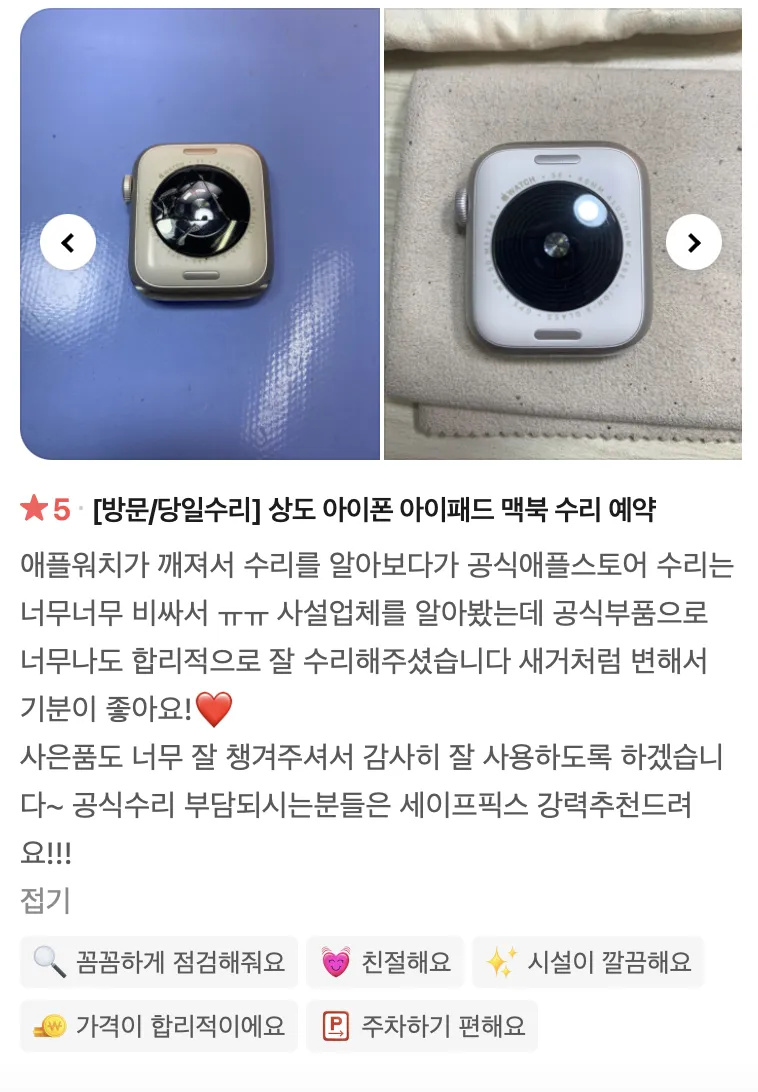 5 · [방문/당일수리] 상도 아이폰 아이패드 맥북 수리 예약
애플워치가 깨져서 수리를 알아보다가 공식애플스토어 수리는
너무너무 비싸서 ㅠㅠ 사설업체를 알아봤는데 공식부품으로
너무나도 합리적으로 잘 수리해주셨습니다 새거처럼 변해서
기분이 좋아요!❤️
사은품도 너무 잘 챙겨주셔서 감사히 잘 사용하도록 하겠습니
다~ 공식수리 부담되시는분들은 세이프픽스 강력추천드려
요!!!
접기
꼼꼼하게 점검해줘요
친절해요
시설이 깔끔해요
가격이 합리적이에요
P 주차하기 편해요